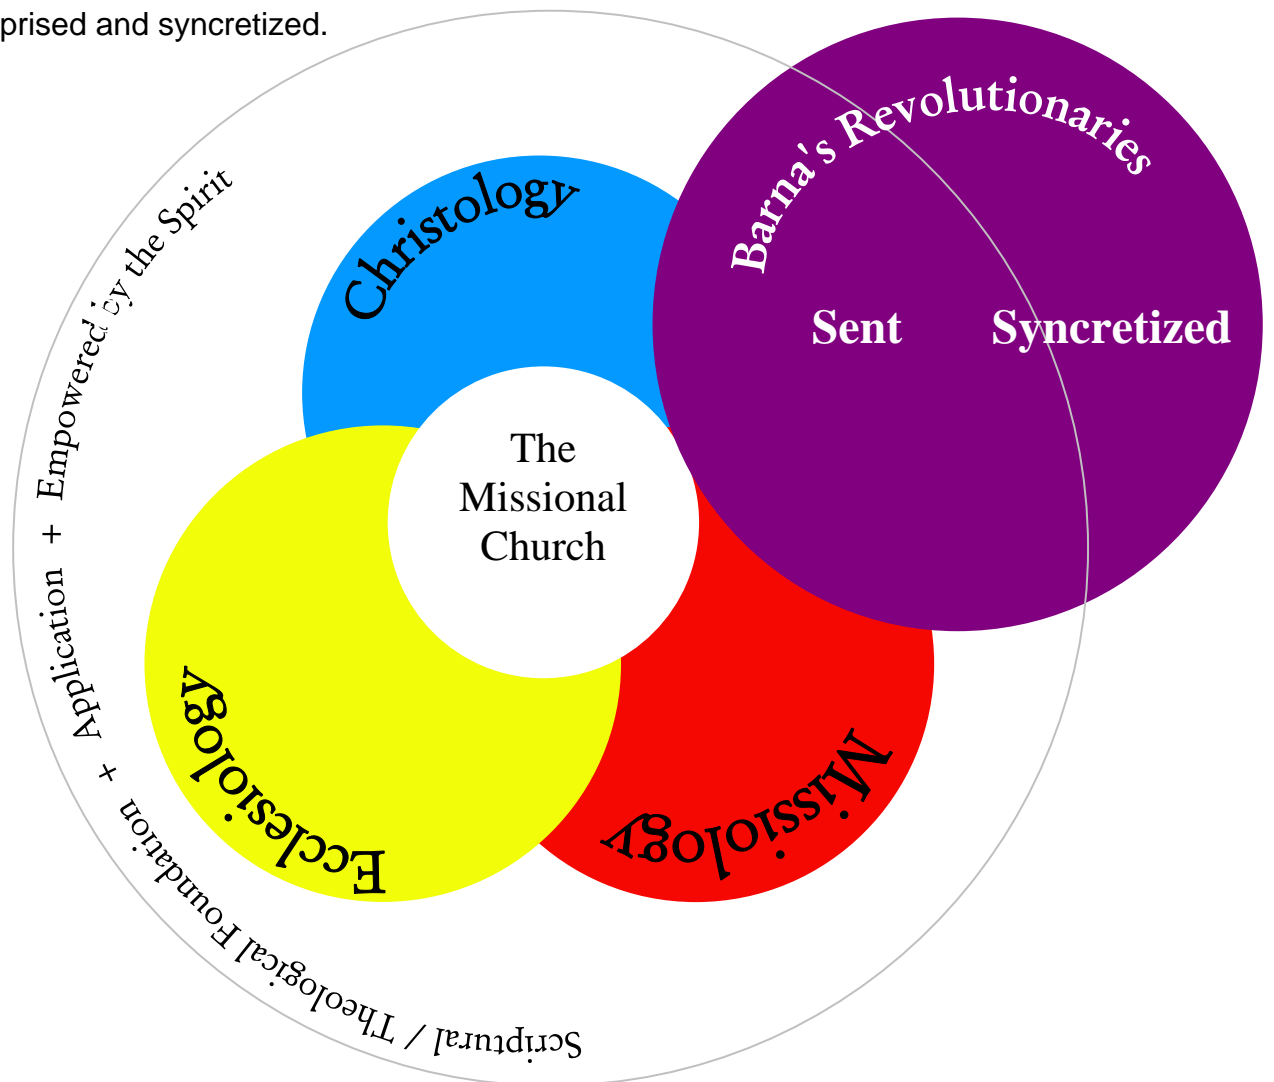 prised and syncretized.
Barna's Revolutionaries
Sent
Syncretized
Christology
The
Missional
Church
Ecclesiology
Missiology
Scriptural / Theological Foundation + Application + Empowered by the Spirit